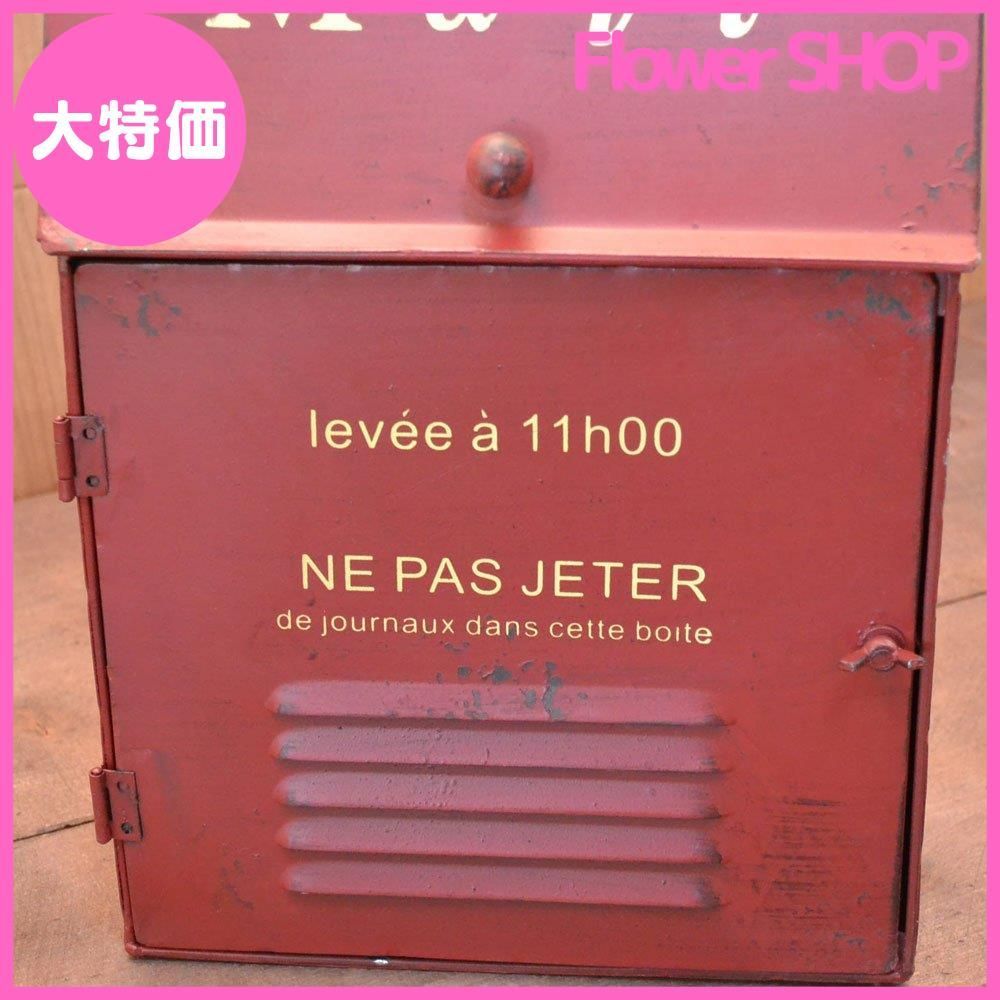 Flower SHOP
大特価
levée à 11h00
NE PAS JETER
de journaux dans cette boite